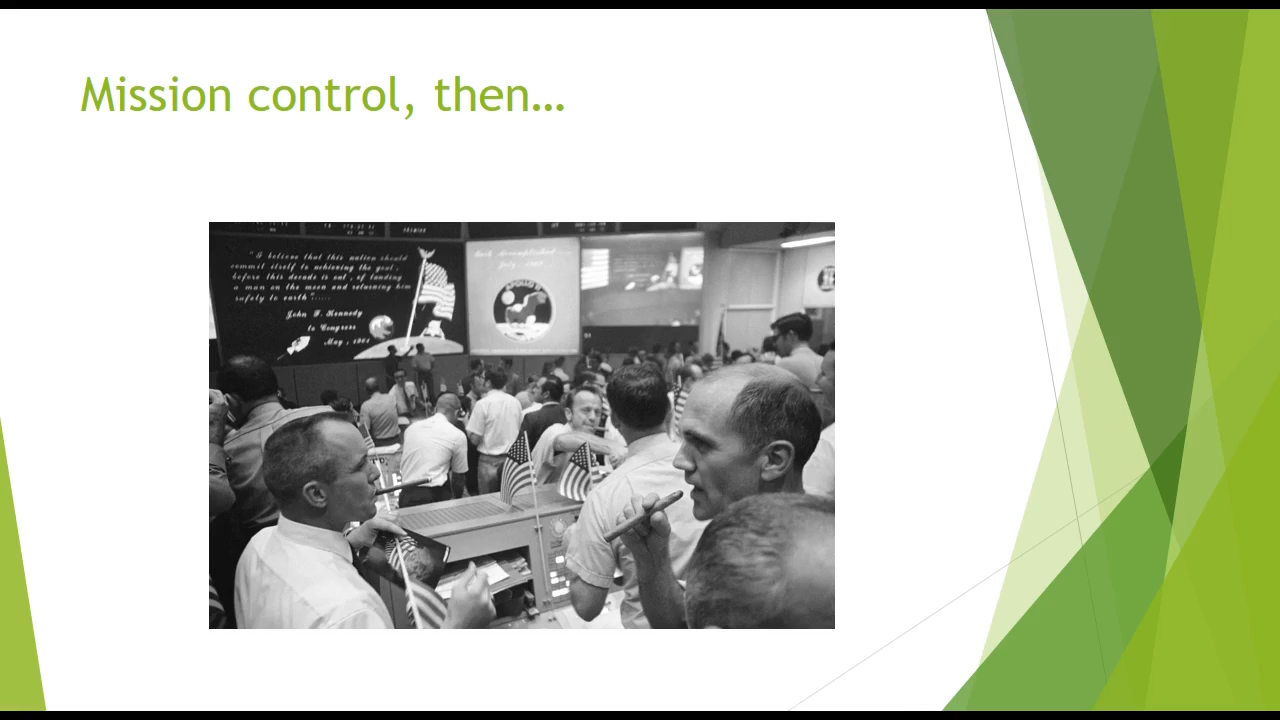 Mission control, then…
"I believe that this nation should
commit itself to achieving the goal,
before this decade is out, of landing
a man on the moon and returning him
safely to earth"......
John F. Kennedy
to Congress
May, 1961
Task Accomplished
July 1969
APOLLO 11